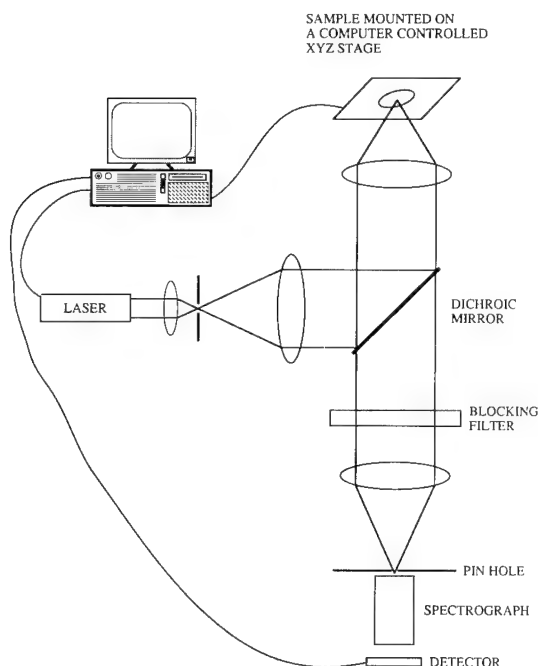 SAMPLE MOUNTED ON
A COMPUTER CONTROLLED
XYZ STAGE
LASER
DICHROIC
MIRROR
BLOCKING
FILTER
PIN HOLE
SPECTROGRAPH
DETECTOR